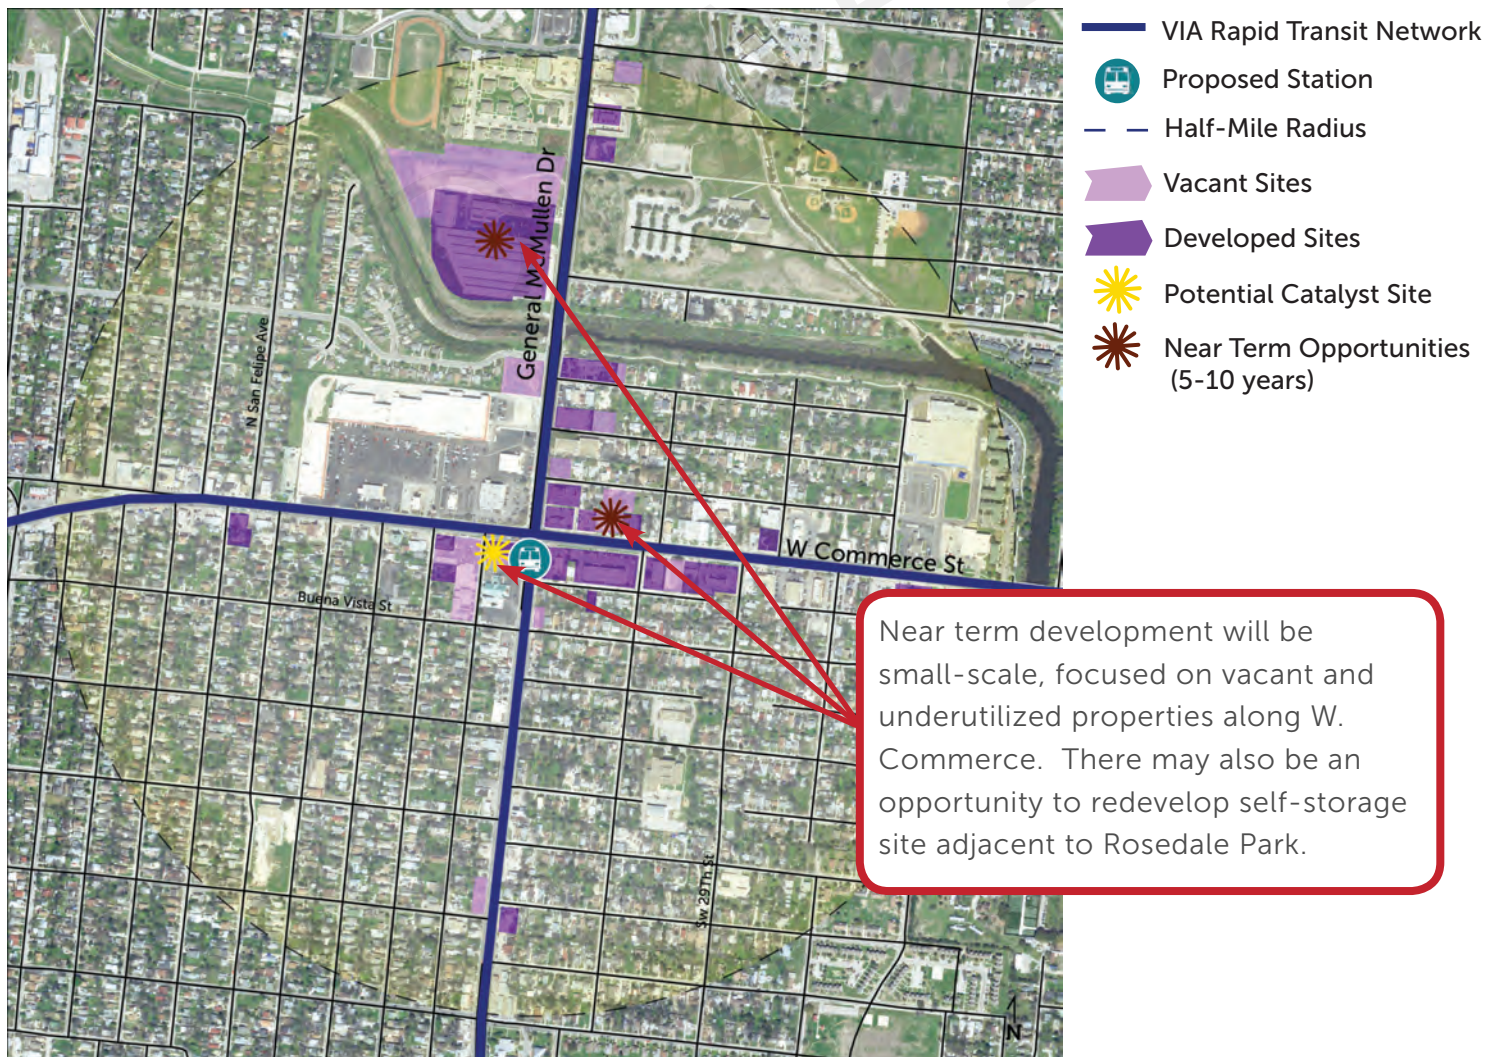 VIA Rapid Transit Network
Proposed Station
Half-Mile Radius
Vacant Sites
Developed Sites
Potential Catalyst Site
Near Term Opportunities
(5-10 years)
General McMullen Dr
N San Felipe Ave
W Commerce St
Buena Vista St
Sw 29Th St
N
Near term development will be
small-scale, focused on vacant and
underutilized properties along W.
Commerce.  There may also be an
opportunity to redevelop self-storage
site adjacent to Rosedale Park.